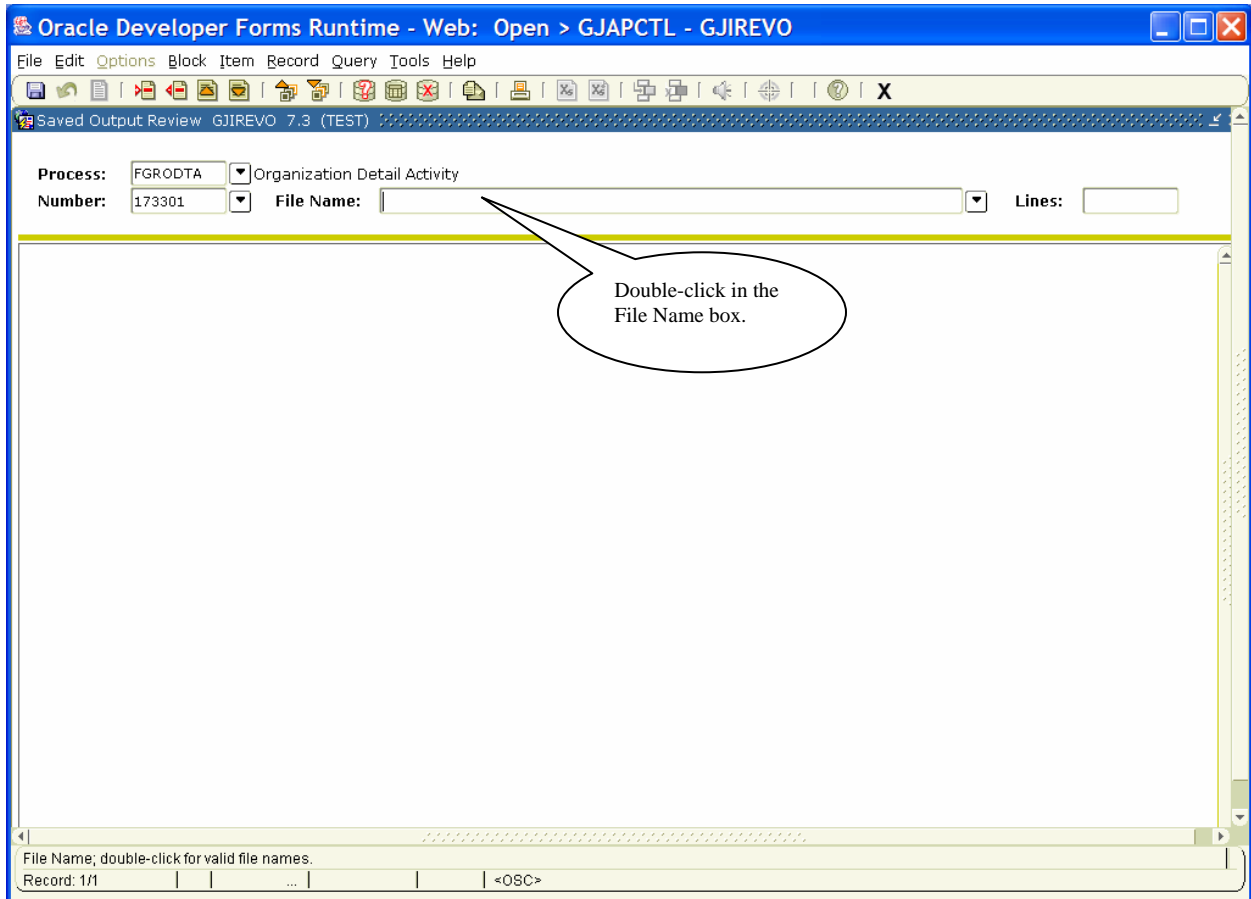 Oracle Developer Forms Runtime - Web: Open > GJAPCTL - GJIREVO
File Edit Options Block Item Record Query Tools Help
X
Saved Output Review GJIREVO 7.3 (TEST)
Process: FGRODTA Organization Detail Activity
Number: 173301 File Name: Lines:
Double-click in the
File Name box.
File Name; double-click for valid file names.
Record: 1/1 ... <OSC>